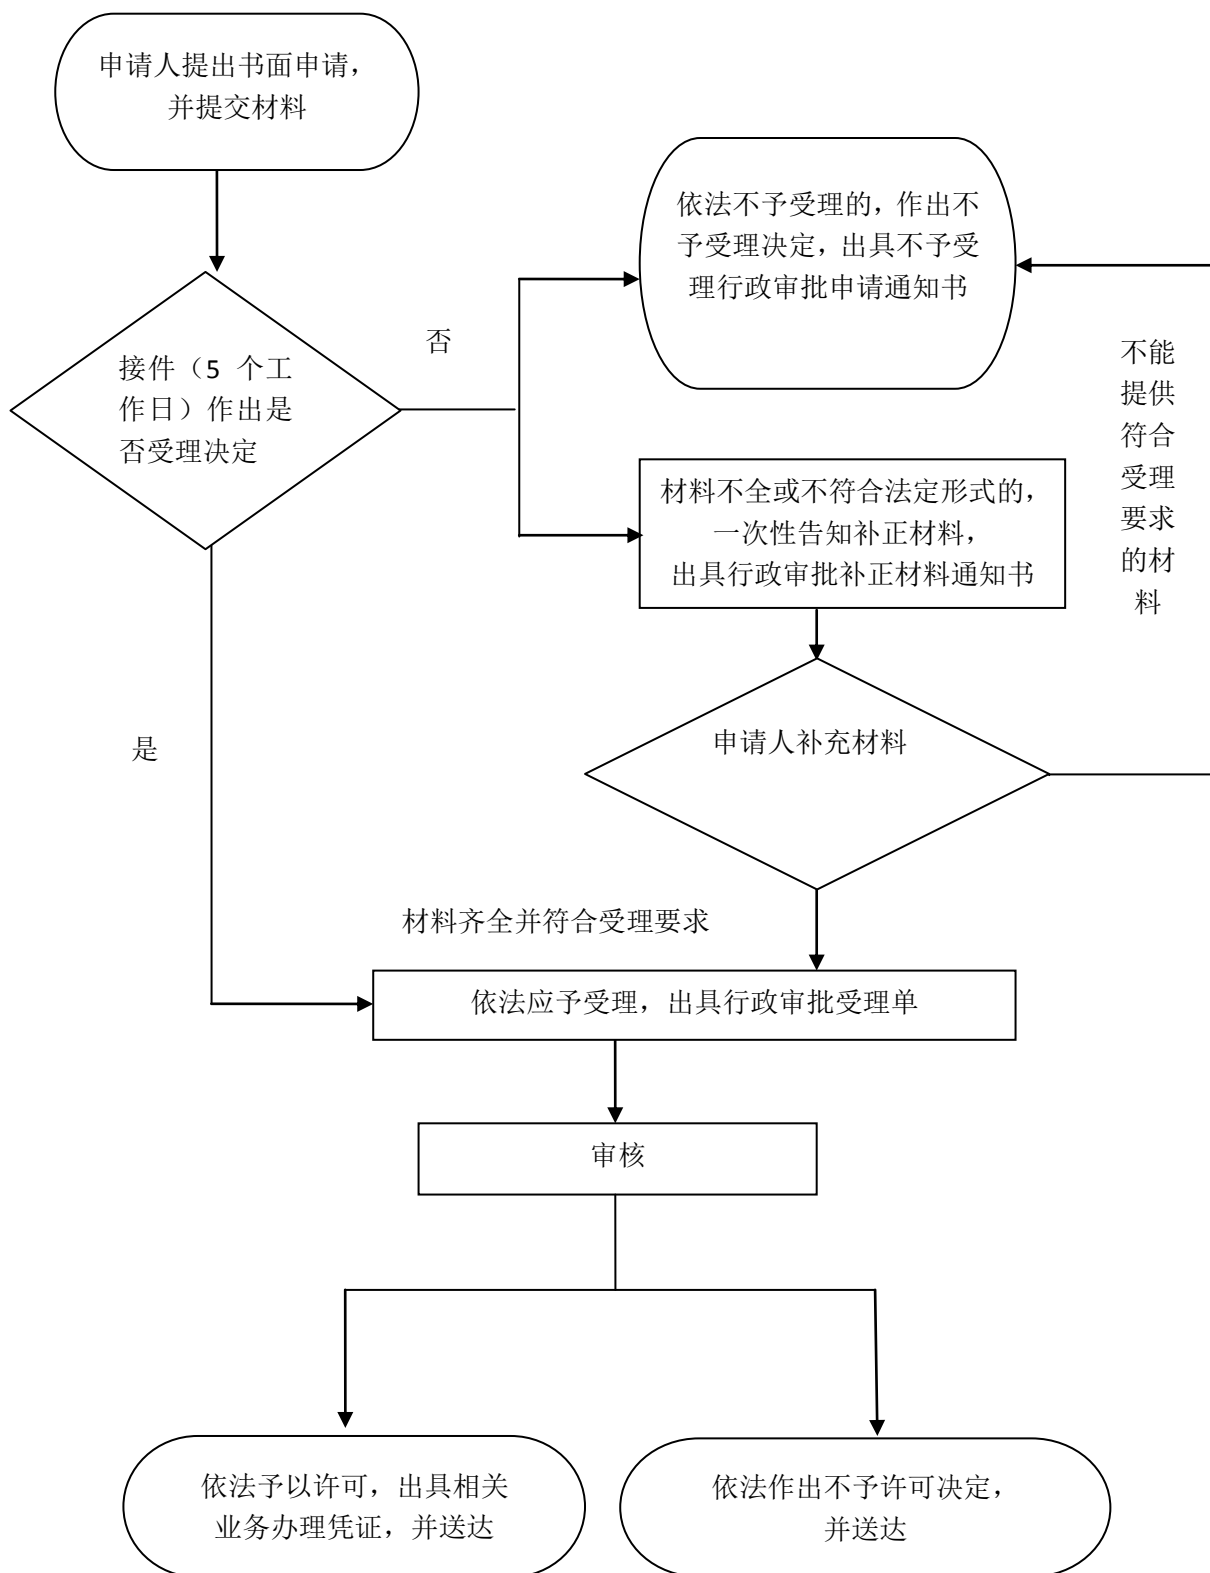 申请人提出书面申请，
并提交材料
依法不予受理的，作出不
予受理决定，出具不予受
理行政审批申请通知书
否
接件（5 个工
作日）作出是
否受理决定
不能
提供
符合
受理
要求
的材
料
材料不全或不符合法定形式的，
一次性告知补正材料，
出具行政审批补正材料通知书
是
申请人补充材料
材料齐全并符合受理要求
依法应予受理，出具行政审批受理单
审核
依法予以许可，出具相关
业务办理凭证，并送达
依法作出不予许可决定，
并送达